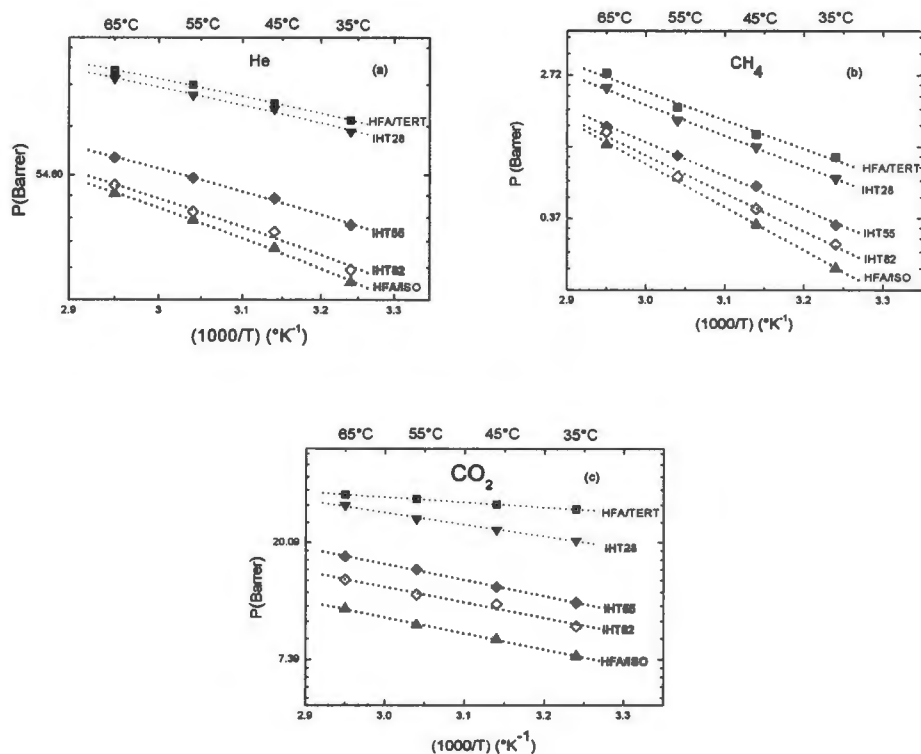 65°C 55°C 45°C 35°C
He
(a)
P(Barrer)
54.60
HFA/TERT
IHT28
IHT55
IHT82
HFA/ISO
2.9 3 3.1 3.2 3.3
(1000/T) (°K⁻¹)
65°C 55°C 45°C 35°C
CH₄
(b)
P (Barrer)
2.72
0.37
HFA/TERT
IHT28
IHT55
IHT82
HFA/ISO
2.9 3.0 3.1 3.2 3.3
(1000/T) (°K⁻¹)
65°C 55°C 45°C 35°C
CO₂
(c)
P(Barrer)
20.09
7.39
HFA/TERT
IHT28
IHT55
IHT82
HFA/ISO
2.9 3.0 3.1 3.2 3.3
(1000/T) (°K⁻¹)